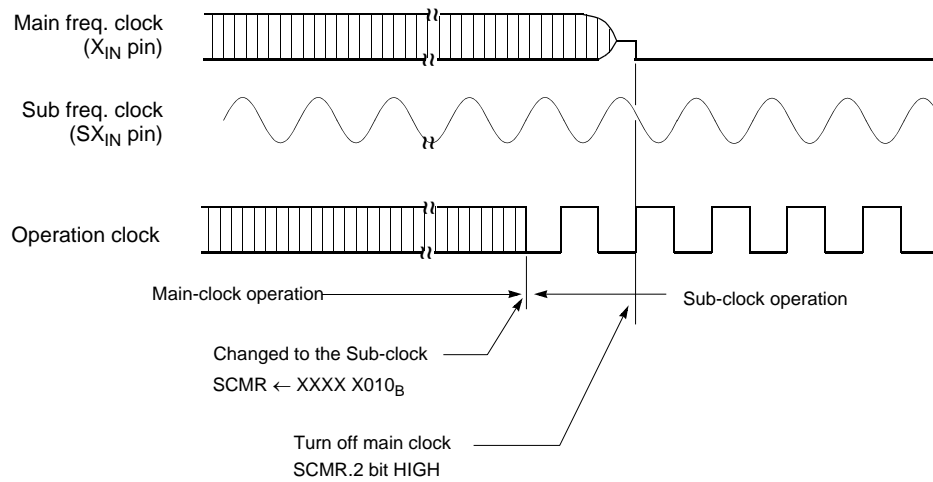 Main freq. clock
(XIN pin)
Sub freq. clock
(SXIN pin)
Operation clock
Main-clock operation
Sub-clock operation
Changed to the Sub-clock
SCMR ← XXXX X010B
Turn off main clock
SCMR.2 bit HIGH